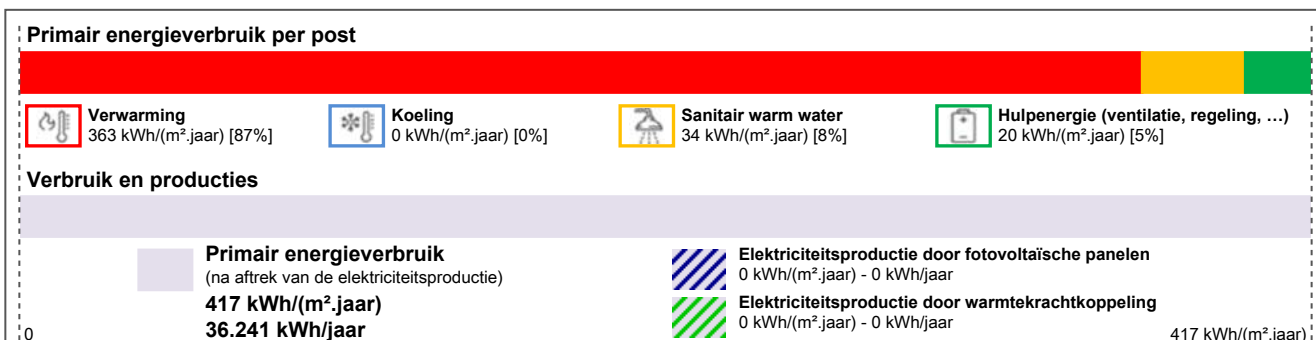 Primair energieverbruik per post
Verwarming
363 kWh/(m².jaar) [87%]
Koeling
0 kWh/(m².jaar) [0%]
Sanitair warm water
34 kWh/(m².jaar) [8%]
Hulpenergie (ventilatie, regeling, …)
20 kWh/(m².jaar) [5%]
Verbruik en producties
Primair energieverbruik
(na aftrek van de elektriciteitsproductie)
417 kWh/(m².jaar)
36.241 kWh/jaar
Elektriciteitsproductie door fotovoltaïsche panelen
0 kWh/(m².jaar) - 0 kWh/jaar
Elektriciteitsproductie door warmtekrachtkoppeling
0 kWh/(m².jaar) - 0 kWh/jaar
0
417 kWh/(m².jaar)